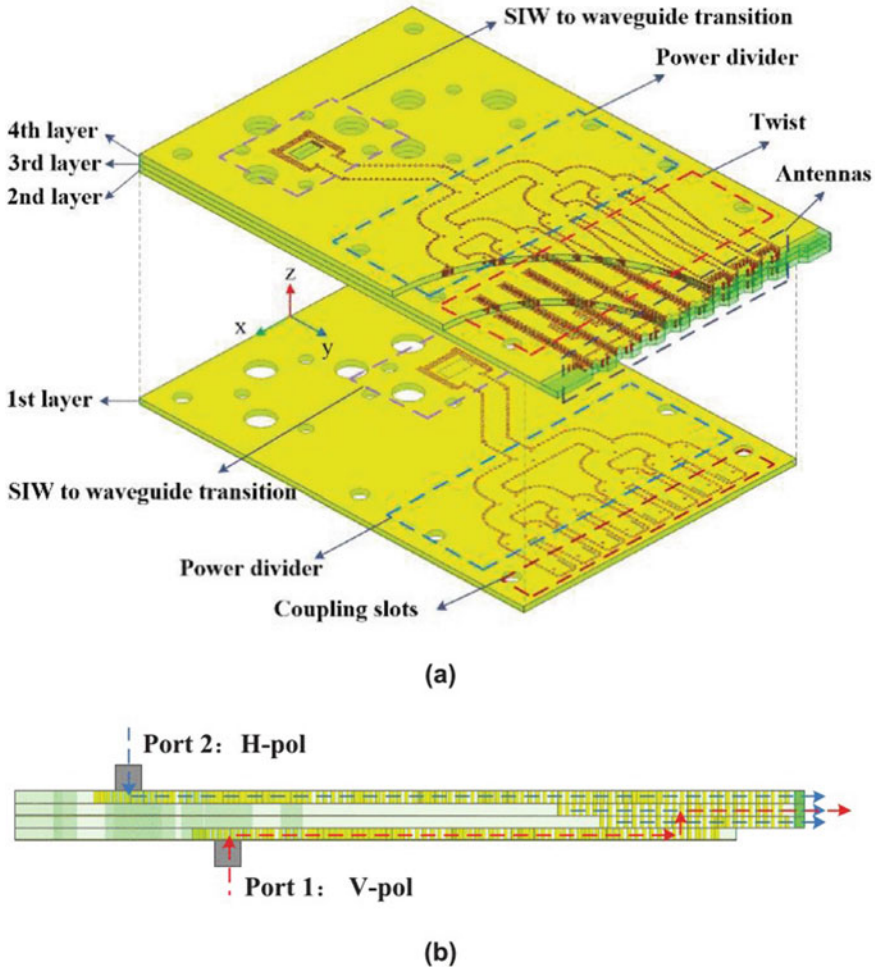 SIW to waveguide transition
Power divider
Twist
Antennas
4th layer
3rd layer
2nd layer
z
x
y
1st layer
SIW to waveguide transition
Power divider
Coupling slots
(a)
Port 2: H-pol
Port 1: V-pol
(b)